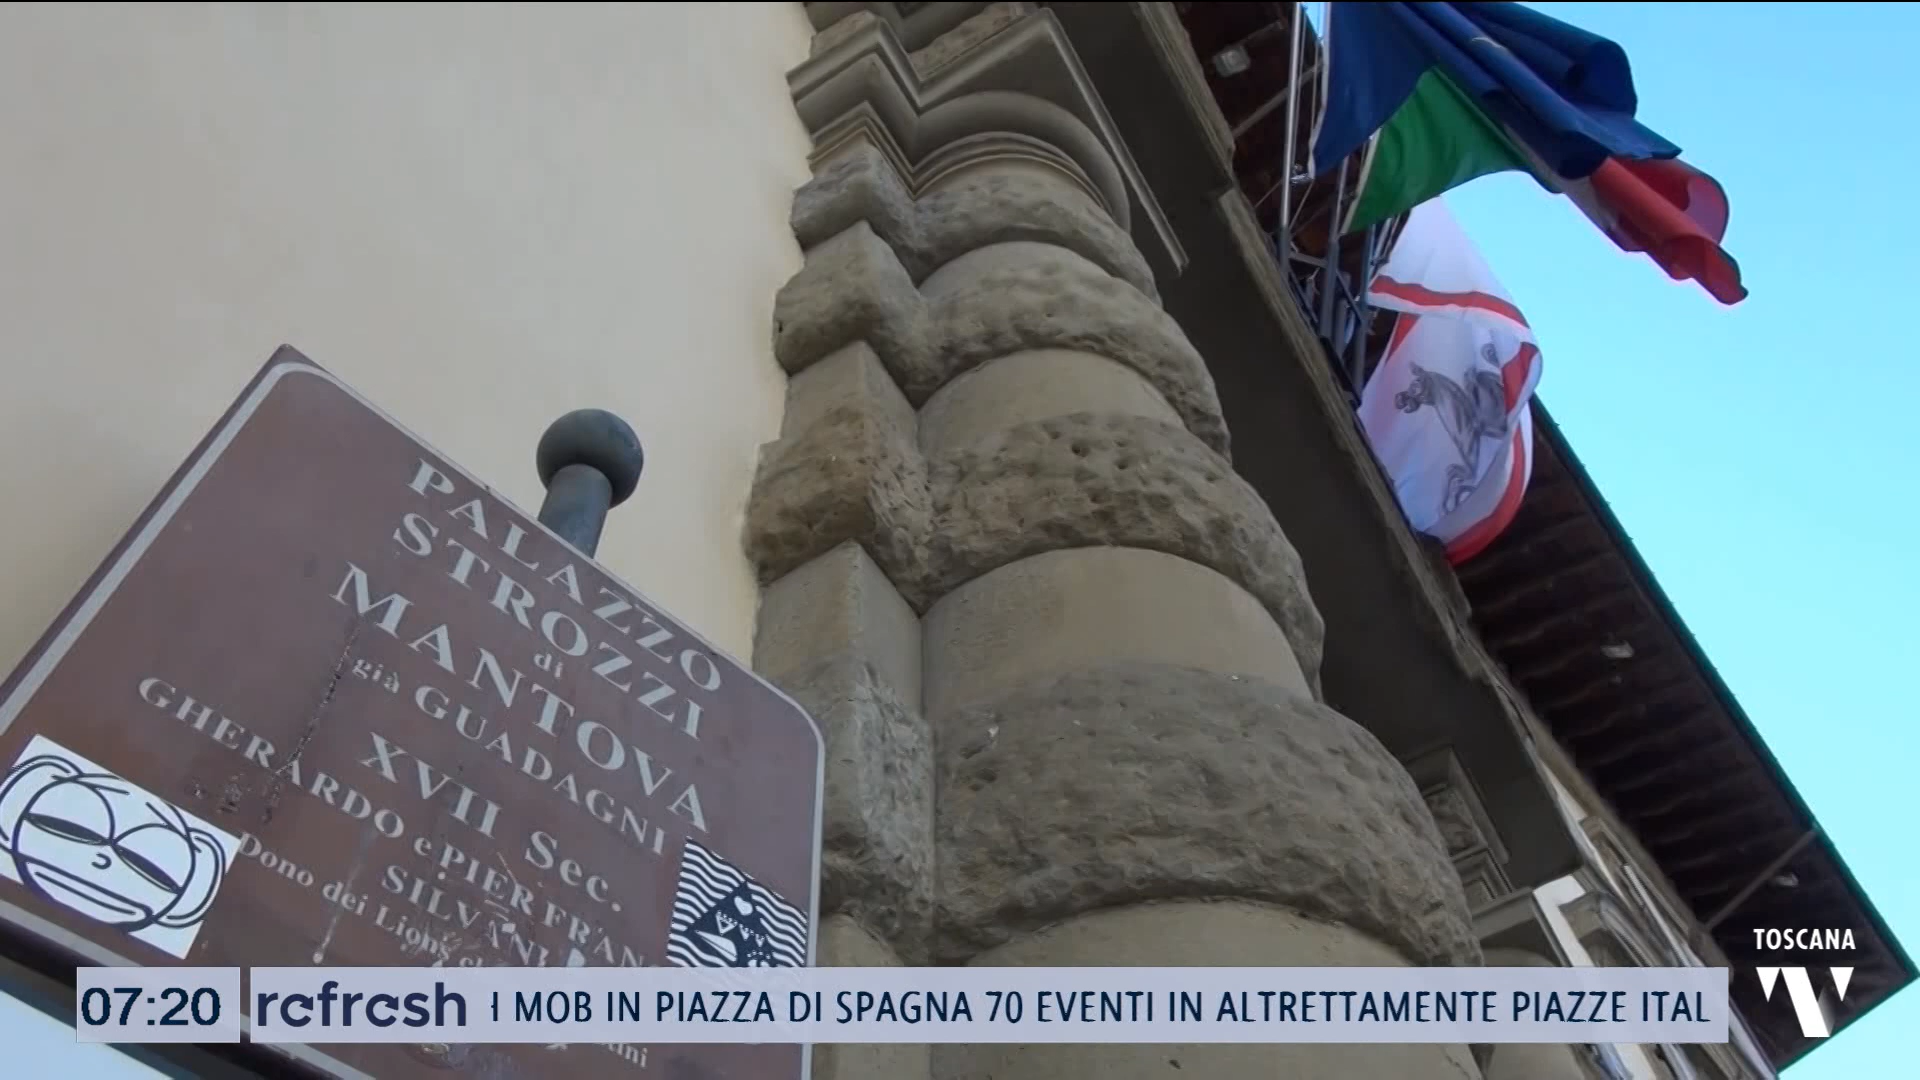 PALAZZO
STROZZI
di
MANTOVA
già GUADAGNI
XVII Sec.
GHERARDO e PIER FRAN
SILVANI
Dono dei Lions
TOSCANA
TV
07:20 refresh H MOB IN PIAZZA DI SPAGNA 70 EVENTI IN ALTRETTAMENTE PIAZZE ITAL